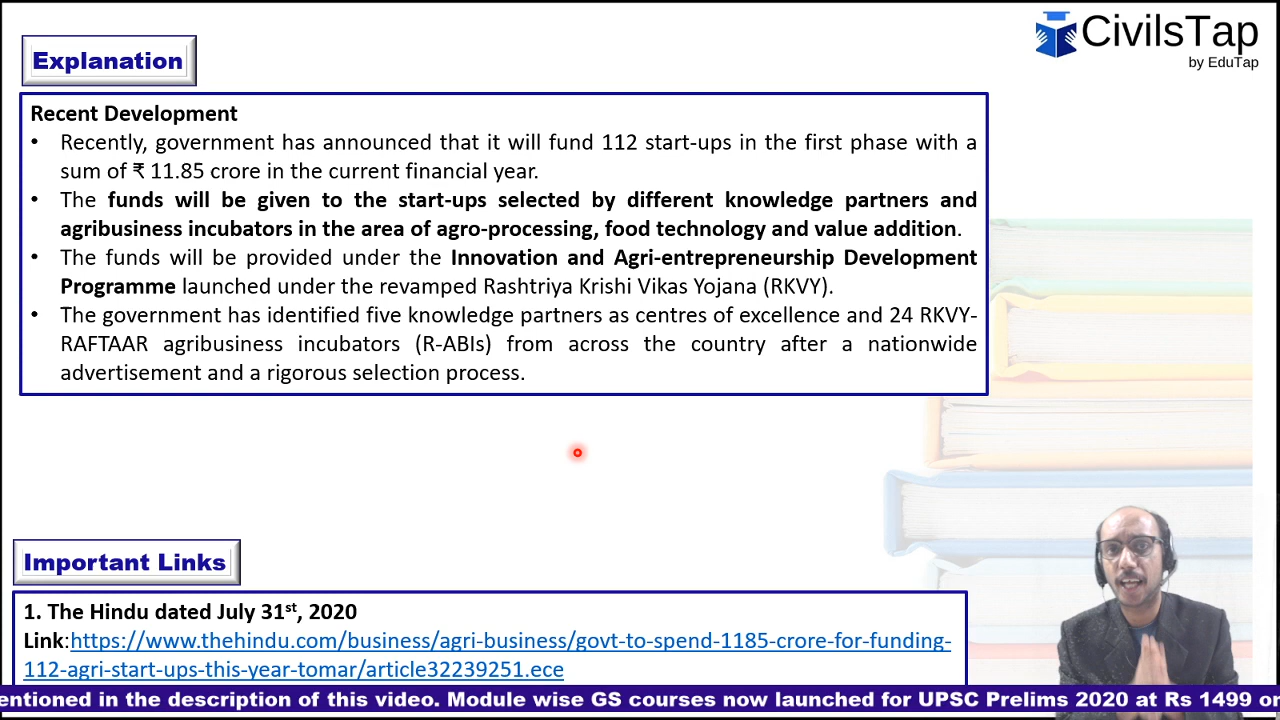 CivilsTap
by EduTap
Explanation
Recent Development
• Recently, government has announced that it will fund 112 start-ups in the first phase with a
sum of ₹ 11.85 crore in the current financial year.
• The funds will be given to the start-ups selected by different knowledge partners and
agribusiness incubators in the area of agro-processing, food technology and value addition.
• The funds will be provided under the Innovation and Agri-entrepreneurship Development
Programme launched under the revamped Rashtriya Krishi Vikas Yojana (RKVY).
• The government has identified five knowledge partners as centres of excellence and 24 RKVY-
RAFTAAR agribusiness incubators (R-ABIs) from across the country after a nationwide
advertisement and a rigorous selection process.
Important Links
1. The Hindu dated July 31st, 2020
Link:https://www.thehindu.com/business/agri-business/govt-to-spend-1185-crore-for-funding-
112-agri-start-ups-this-year-tomar/article32239251.ece
entioned in the description of this video. Module wise GS courses now launched for UPSC Prelims 2020 at Rs 1499 on